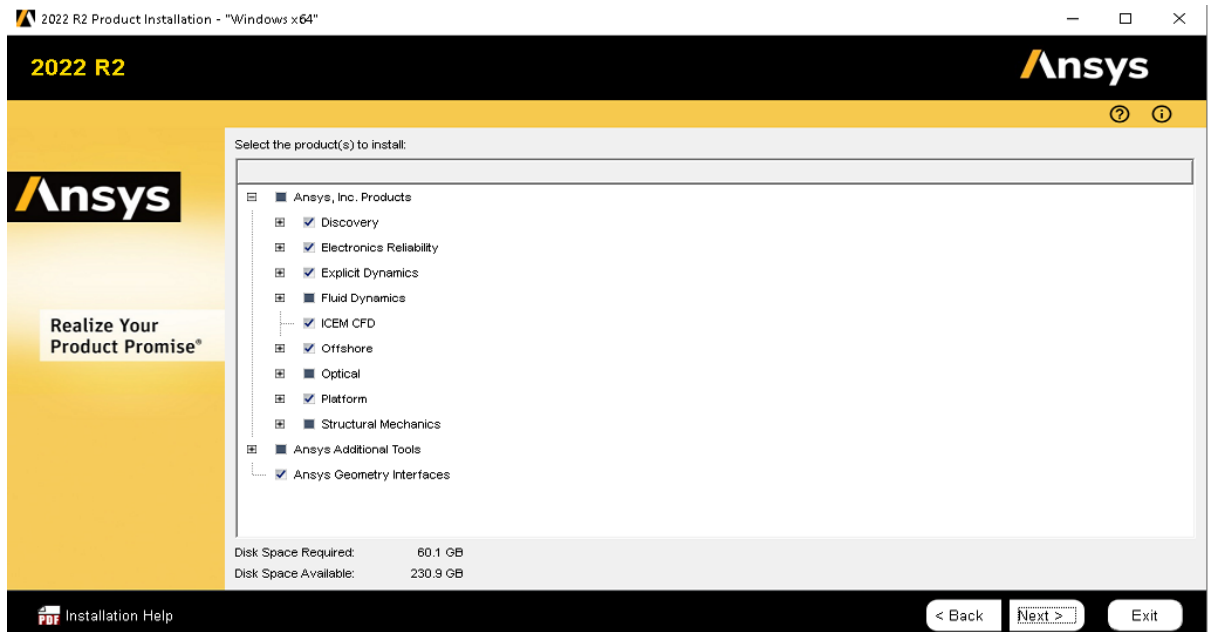 2022 R2 Product Installation - "Windows x64"
2022 R2
Ansys
Select the product(s) to install:
Ansys
Ansys, Inc. Products
Discovery
Electronics Reliability
Explicit Dynamics
Fluid Dynamics
ICEM CFD
Offshore
Optical
Platform
Structural Mechanics
Ansys Additional Tools
Ansys Geometry Interfaces
Realize Your
Product Promise®
Disk Space Required: 60.1 GB
Disk Space Available: 230.9 GB
PDF Installation Help
< Back Next > Exit